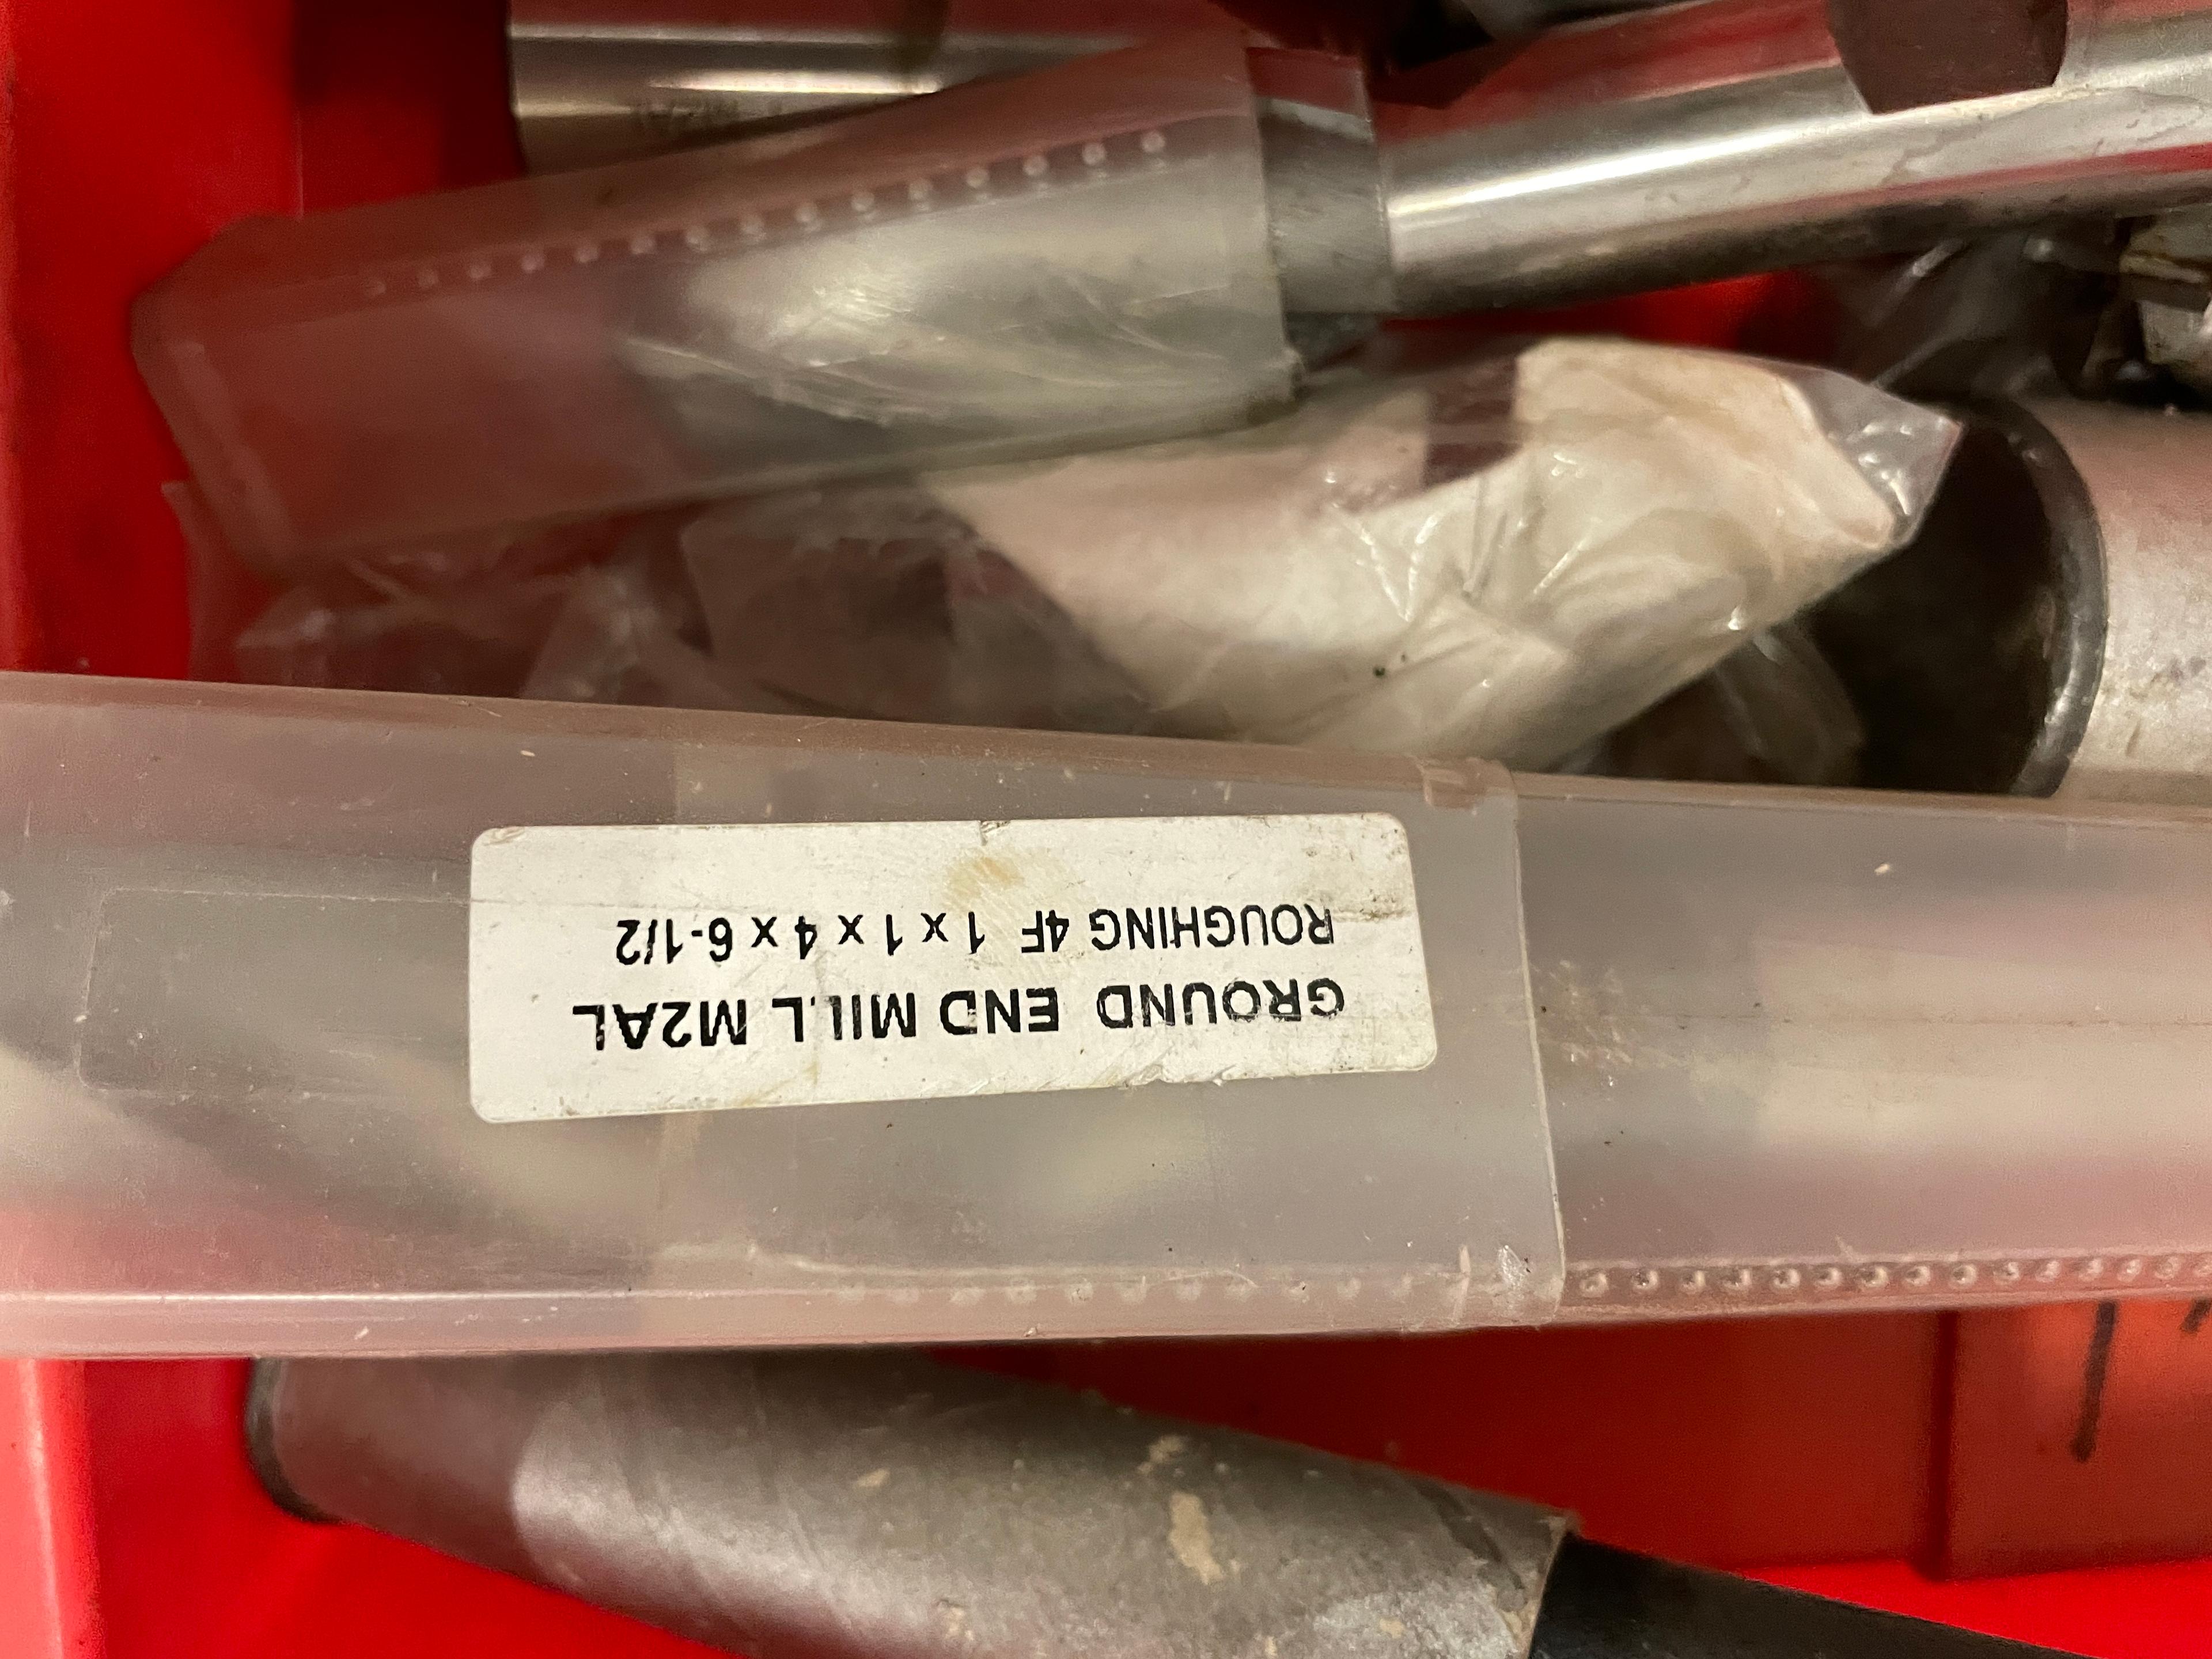 GROUND END MILL M2AL
ROUGHING 4F 1 x 1 x 4 x 6-1/2